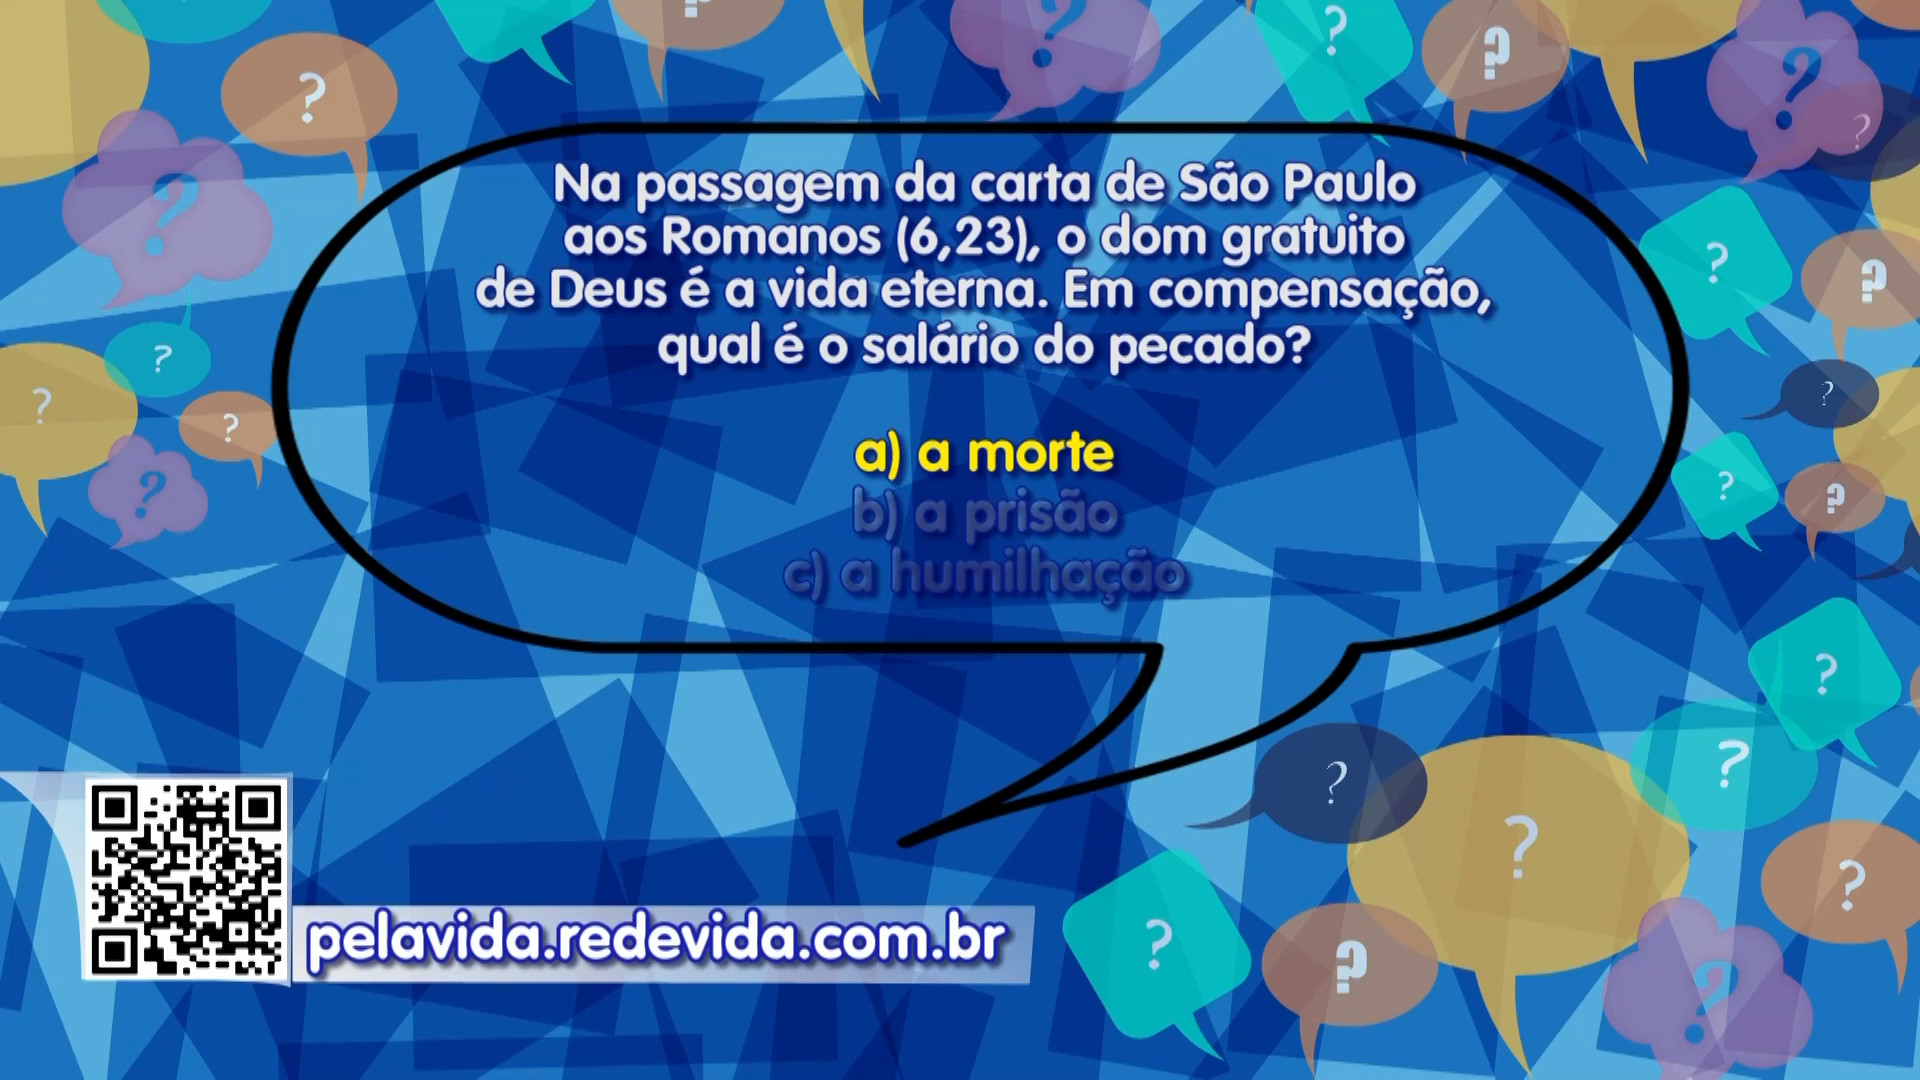 Na passagem da carta de São Paulo
aos Romanos (6,23), o dom gratuito
de Deus é a vida eterna. Em compensação,
qual é o salário do pecado?
a) a morte
b) a prisão
c) a humilhação
pelavida.redevida.com.br